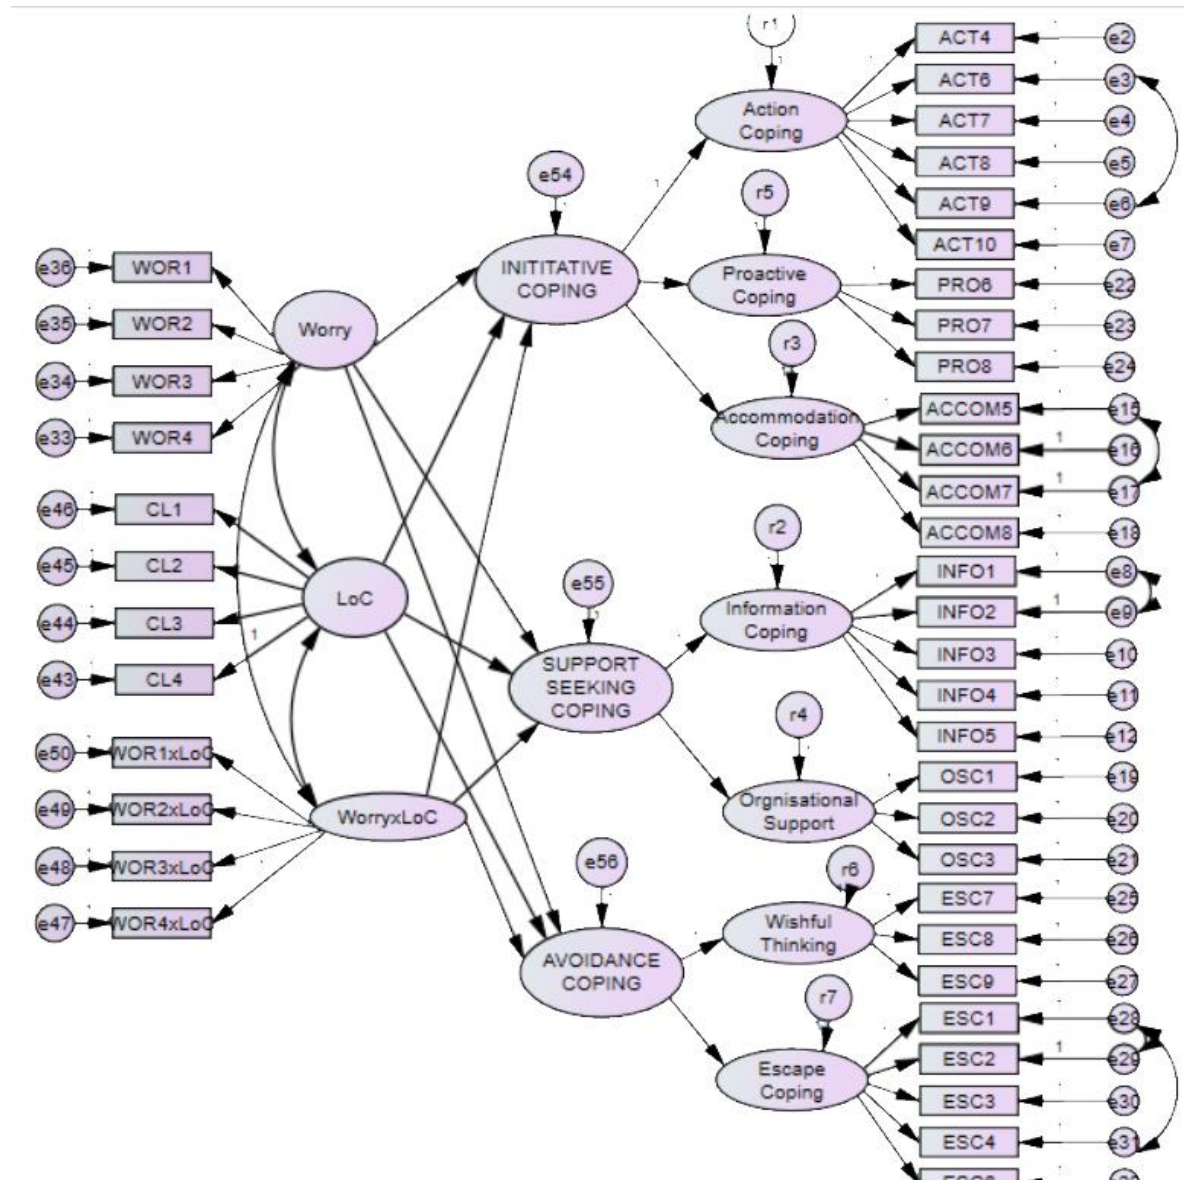 r1
ACT4
e2
ACT6
e3
Action
Coping
ACT7
e4
ACT8
e5
e54
1
r5
ACT9
e6
ACT10
e7
e36
WOR1
INITITATIVE
COPING
Proactive
Coping
PRO6
e22
e35
WOR2
Worry
PRO7
e23
r3
PRO8
e24
e34
WOR3
ACCOM5
e15
e33
WOR4
Accommodation
Coping
ACCOM6
1
e16
ACCOM7
1
e17
e46
CL1
r2
ACCOM8
e18
e45
CL2
e55
INFO1
e8
LoC
Information
Coping
INFO2
1
e9
e44
CL3
1
INFO3
e10
e43
CL4
SUPPORT
SEEKING
COPING
INFO4
e11
r4
INFO5
e12
e50
WOR1xLoC
OSC1
e19
e49
WOR2xLoC
WorryxLoC
Orgnisational
Support
OSC2
e20
e48
WOR3xLoC
e56
r6
OSC3
e21
ESC7
e25
e47
WOR4xLoC
Wishful
Thinking
ESC8
e26
AVOIDANCE
COPING
ESC9
e27
r7
ESC1
e28
ESC2
1
e29
Escape
Coping
ESC3
e30
ESC4
e31